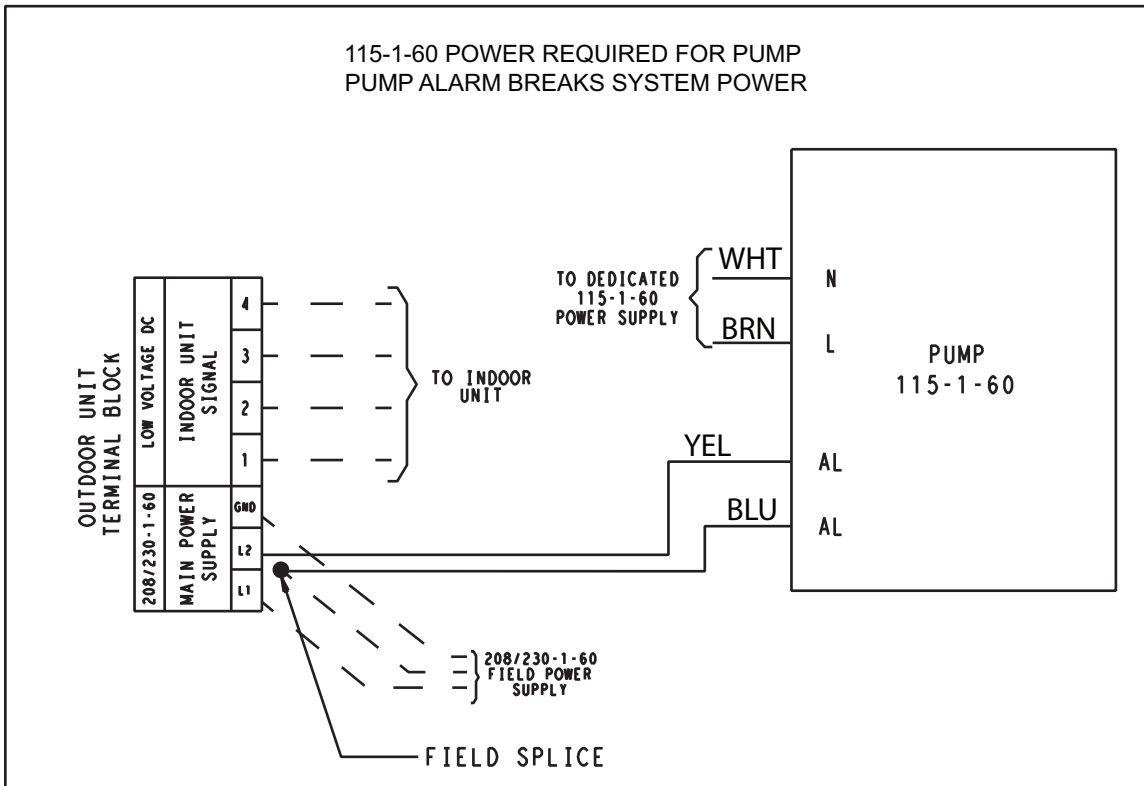 115-1-60 POWER REQUIRED FOR PUMP
PUMP ALARM BREAKS SYSTEM POWER
OUTDOOR UNIT
TERMINAL BLOCK
LOW VOLTAGE DC
208/230-1-60
INDOOR UNIT
SIGNAL
MAIN POWER
SUPPLY
4
3
2
1
GND
L2
L1
TO INDOOR
UNIT
TO DEDICATED
115-1-60
POWER SUPPLY
WHT
BRN
YEL
BLU
N
L
AL
AL
PUMP
115-1-60
208/230-1-60
FIELD POWER
SUPPLY
FIELD SPLICE